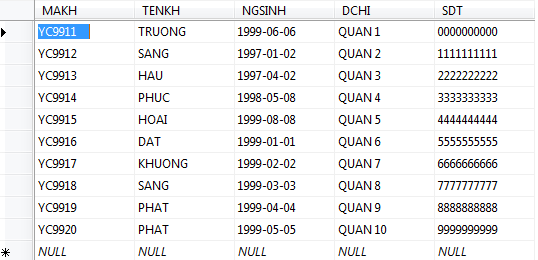 MAKH TENKH NGSINH DCHI SDT
YC9911 TRUONG 1999-06-06 QUAN 1 0000000000
YC9912 SANG 1997-01-02 QUAN 2 1111111111
YC9913 HAU 1997-04-02 QUAN 3 2222222222
YC9914 PHUC 1998-05-08 QUAN 4 3333333333
YC9915 HOAI 1999-08-08 QUAN 5 4444444444
YC9916 DAT 1999-01-01 QUAN 6 5555555555
YC9917 KHUONG 1999-02-02 QUAN 7 6666666666
YC9918 SANG 1999-03-03 QUAN 8 7777777777
YC9919 PHAT 1999-04-04 QUAN 9 8888888888
YC9920 PHAT 1999-05-05 QUAN 10 9999999999
NULL NULL NULL NULL NULL